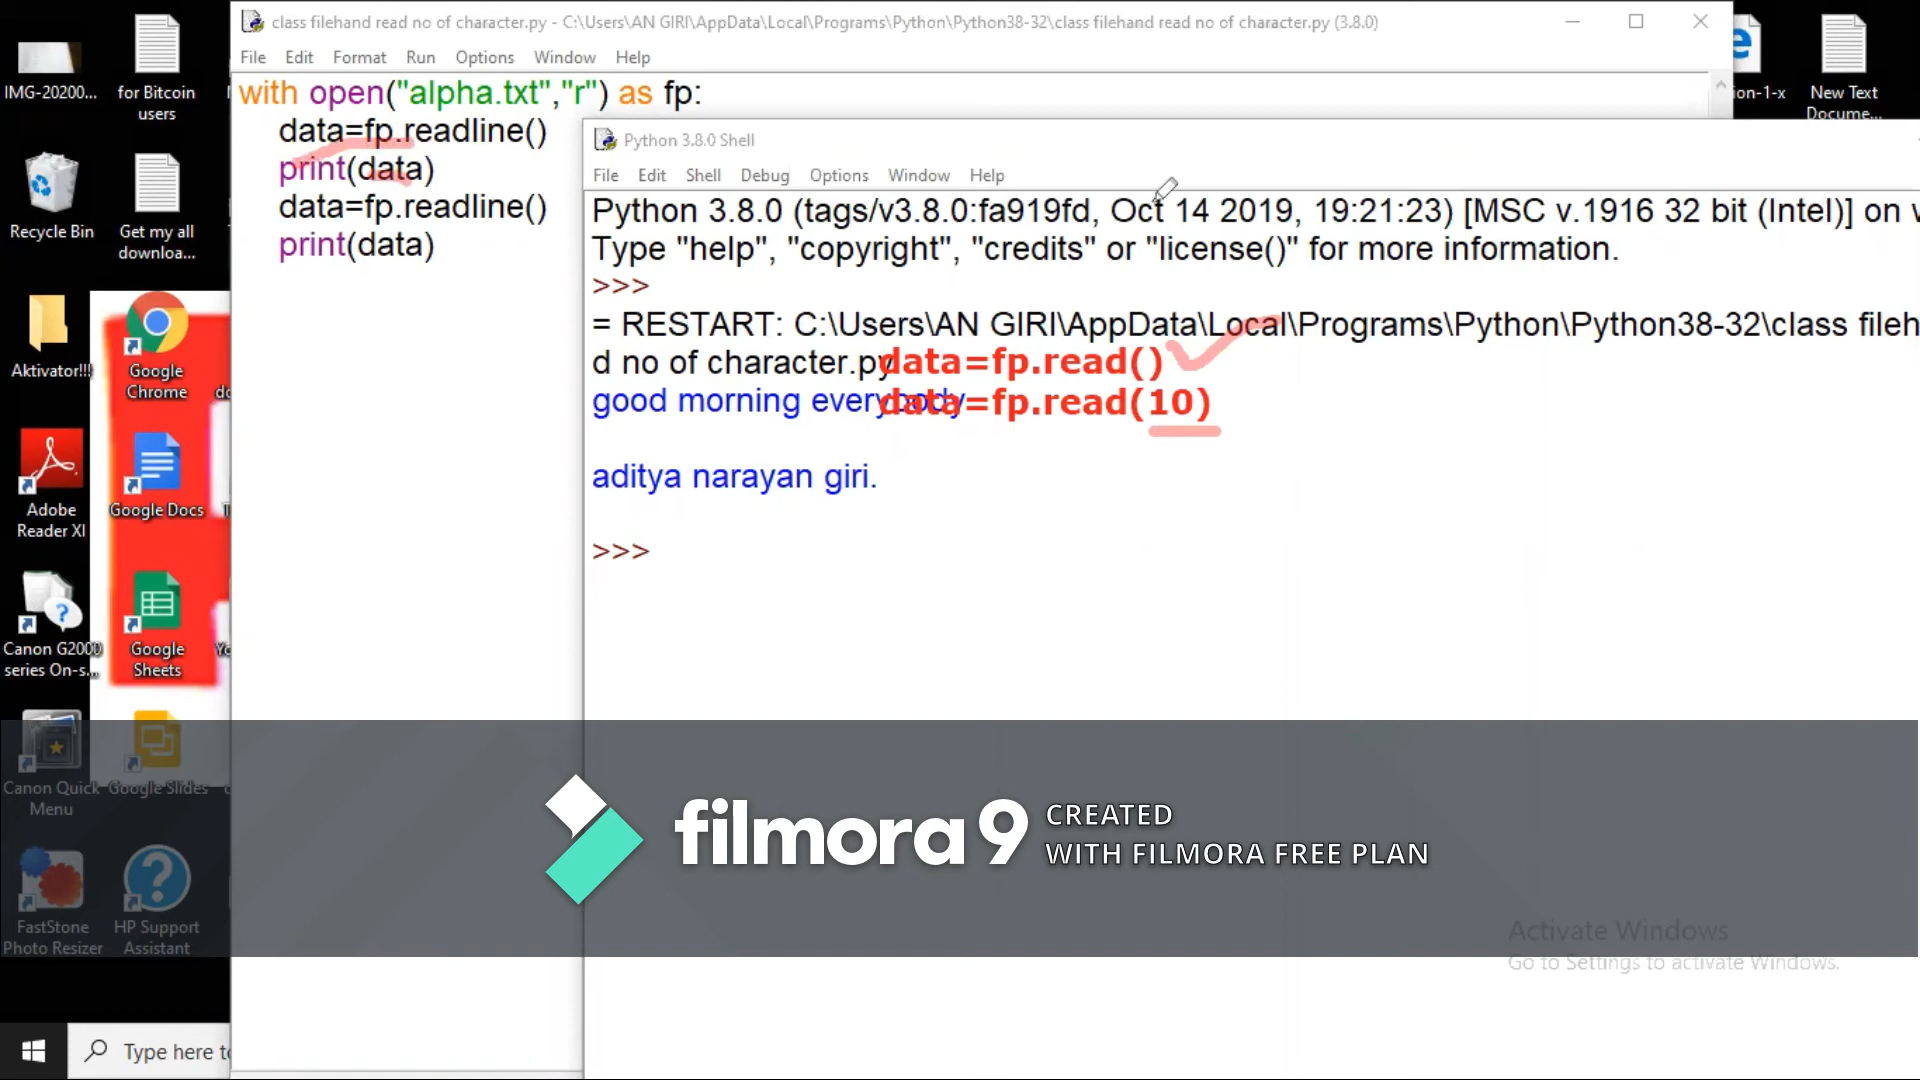 class filehand read no of character.py - C:\Users\AN GIRI\AppData\Local\Programs\Python\Python38-32\class filehand read no of character.py (3.8.0)
File Edit Format Run Options Window Help
with open("alpha.txt","r") as fp:
data=fp.readline()
print(data)
data=fp.readline()
print(data)
Python 3.8.0 Shell
File Edit Shell Debug Options Window Help
Python 3.8.0 (tags/v3.8.0:fa919fd, Oct 14 2019, 19:21:23) [MSC v.1916 32 bit (Intel)] on
Type "help", "copyright", "credits" or "license()" for more information.
>>>
= RESTART: C:\Users\AN GIRI\AppData\Local\Programs\Python\Python38-32\class fileh
d no of character.py
data=fp.read()
good morning everybody
data=fp.read(10)
aditya narayan giri.
>>>
IMG-20200...
for Bitcoin
users
Recycle Bin
Get my all
downloa...
Aktivator!!!
Google
Chrome
Adobe
Reader XI
Google Docs
Canon G2000
series On-s...
Google
Sheets
Canon Quick
Menu
Google Slides
FastStone
Photo Resizer
HP Support
Assistant
ion-1-x
New Text
Docume...
filmora9
CREATED
WITH FILMORA FREE PLAN
Activate Windows
Go to Settings to activate Windows.
Type here to